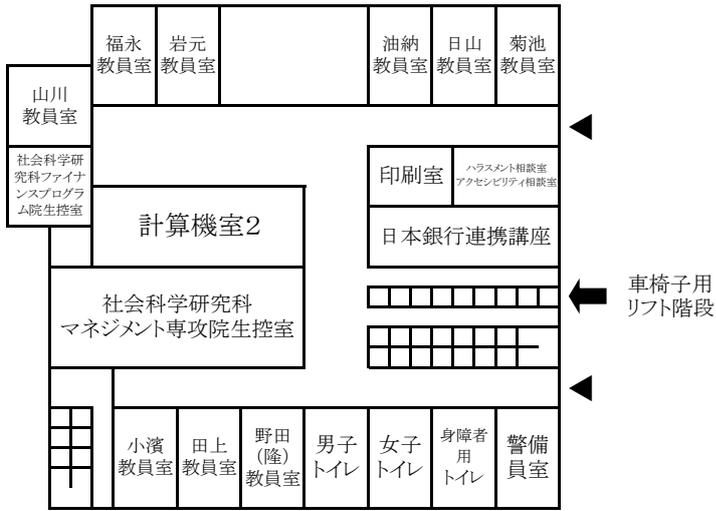 福永
教員室
岩元
教員室
油納
教員室
日山
教員室
菊池
教員室
山川
教員室
社会科学研
究科ファイナ
ンスプログラ
ム院生控室
印刷室
ハラスメント相談室
アクセシビリティ相談室
計算機室2
日本銀行連携講座
車椅子用
リフト階段
社会科学研究科
マネジメント専攻院生控室
小濱
教員室
田上
教員室
野田
(隆)
教員室
男子
トイレ
女子
トイレ
身障者
用
トイレ
警備
員室